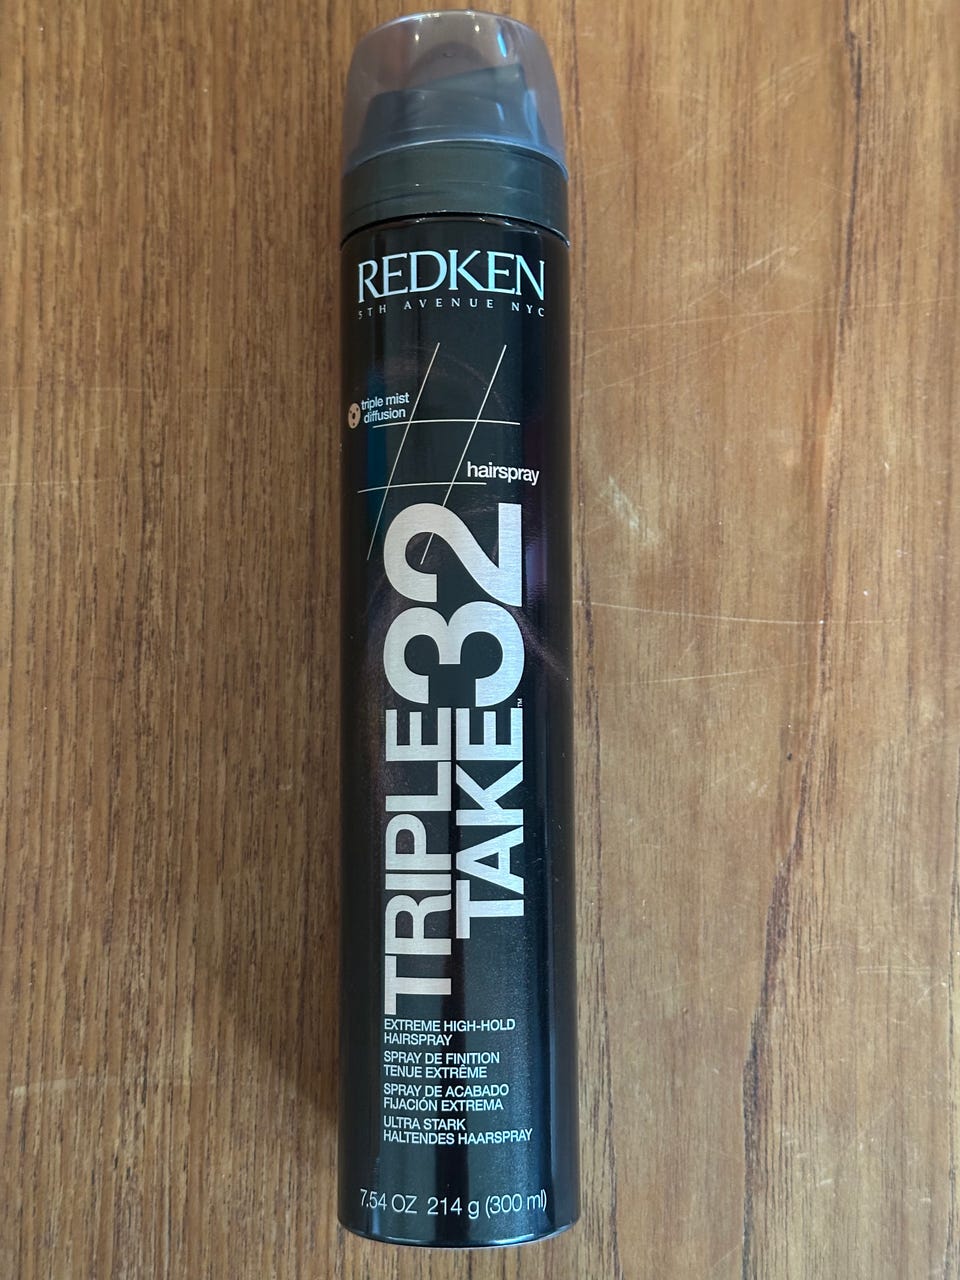 REDKEN
5TH AVENUE NYC
triple mist
diffusion
hairspray
TRIPLE 32
TAKE
™
EXTREME HIGH-HOLD
HAIRSPRAY
SPRAY DE FINITION
TENUE EXTRÊME
SPRAY DE ACABADO
FIJACIÓN EXTREMA
ULTRA STARK
HALTENDES HAARSPRAY
7.54 OZ 214 g (300 ml)